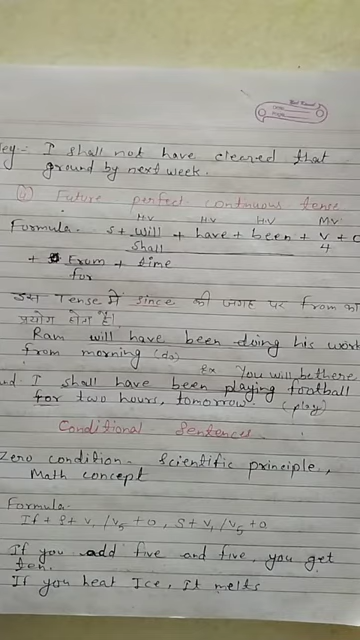 Neg- I shall not have cleared that
ground by next week.
④ Future perfect continuous tense
HV HV HV MV
Formula- S + will + have + been + V4 + O
shall
+ From + time
for
इस Tense में since की जगह पर From का
प्रयोग होता है।
Ram will have been doing his work
from morning (do)
Ex You will be there
and I shall have been playing football
for two hours, tomorrow. (play)
Conditional Sentences
Zero condition- Scientific principle,
Math concept
Formula-
If + S + V1/V5 + O, S + V1/V5 + O
If you add five and five, you get
ten.
If you heat Ice, It melts